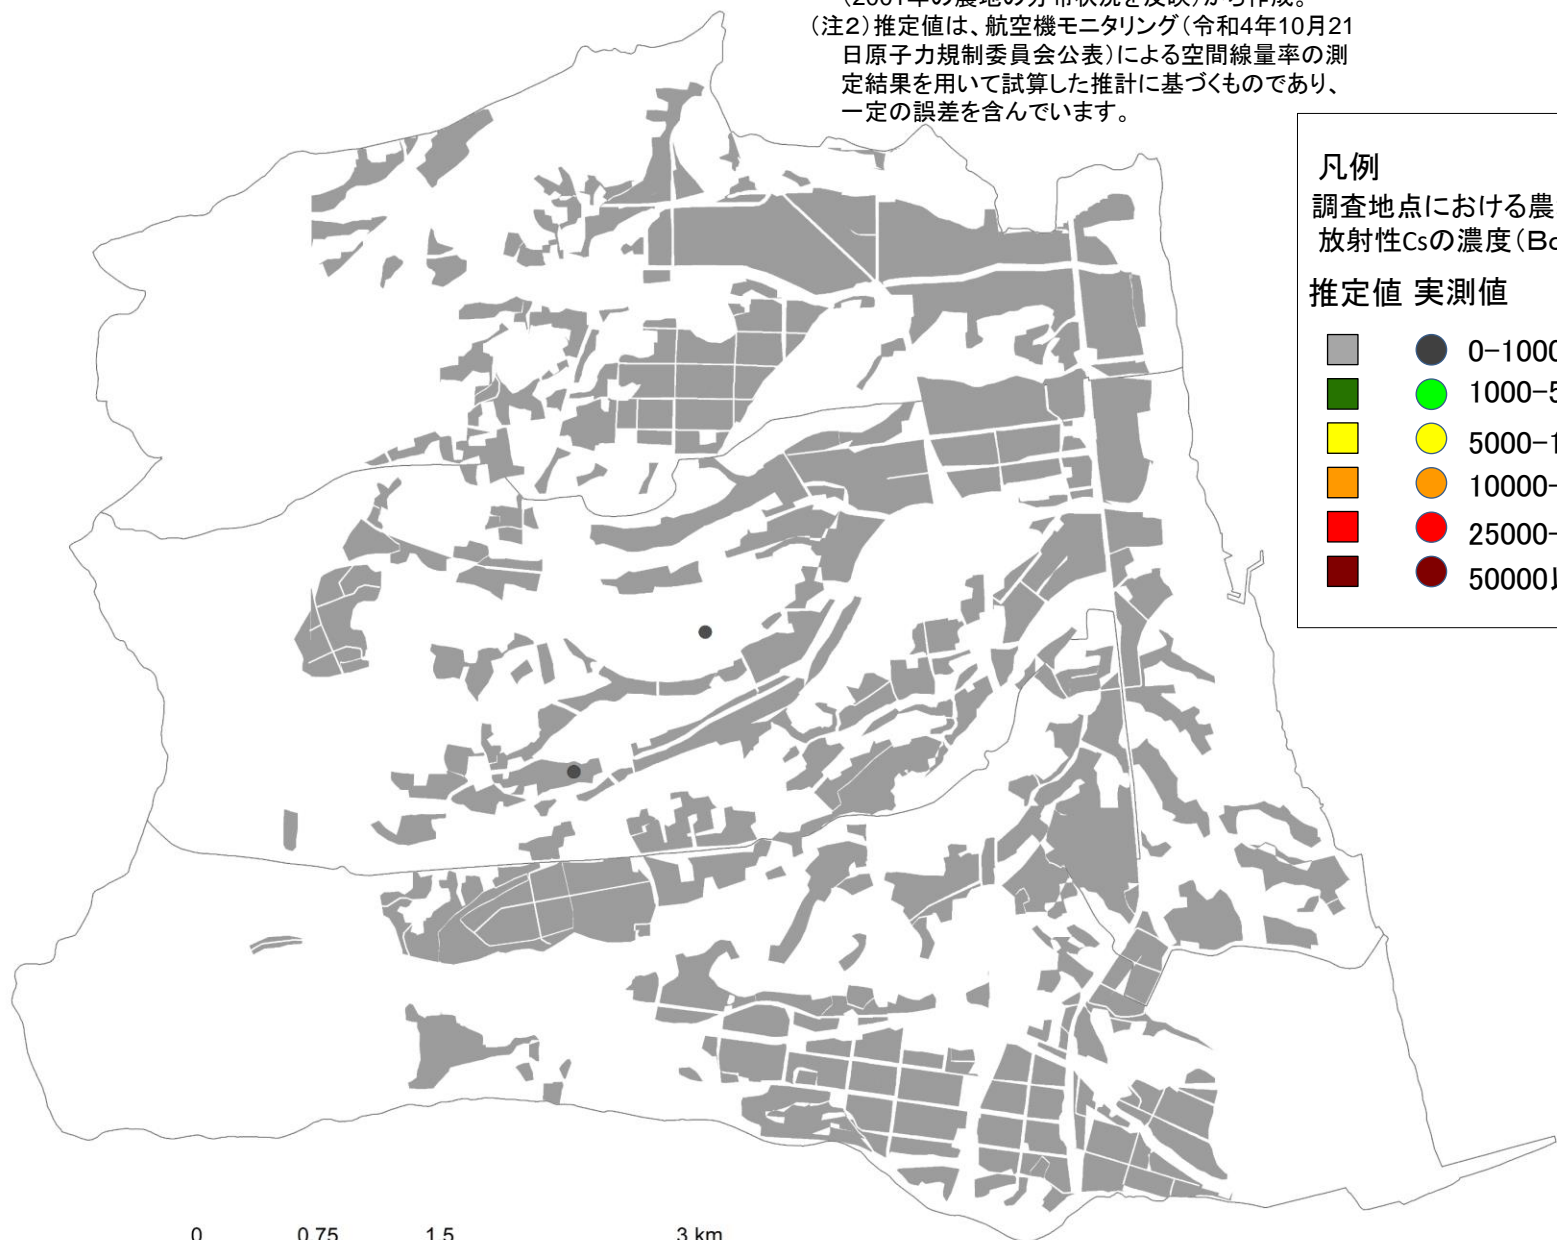 (2001年の農地の分布状況を反映)から作成。
(注2)推定値は、航空機モニタリング(令和4年10月21
日原子力規制委員会公表)による空間線量率の測
定結果を用いて試算した推計に基づくものであり、
一定の誤差を含んでいます。
凡例
調査地点における農
放射性Csの濃度(Bq
推定値 実測値
0-1000
1000-5
5000-1
10000-
25000-
50000以
0 0.75 1.5 3 km